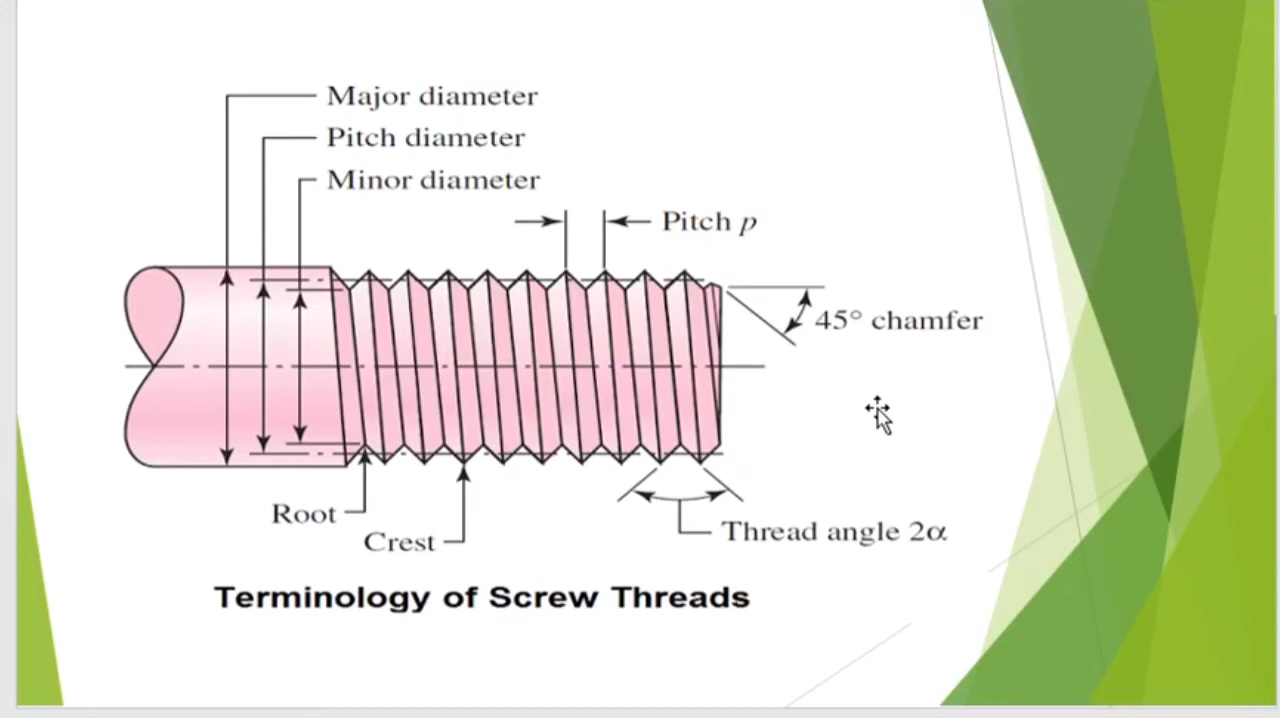 Major diameter
Pitch diameter
Minor diameter
Pitch p
45° chamfer
Root
Crest
Thread angle 2α
Terminology of Screw Threads